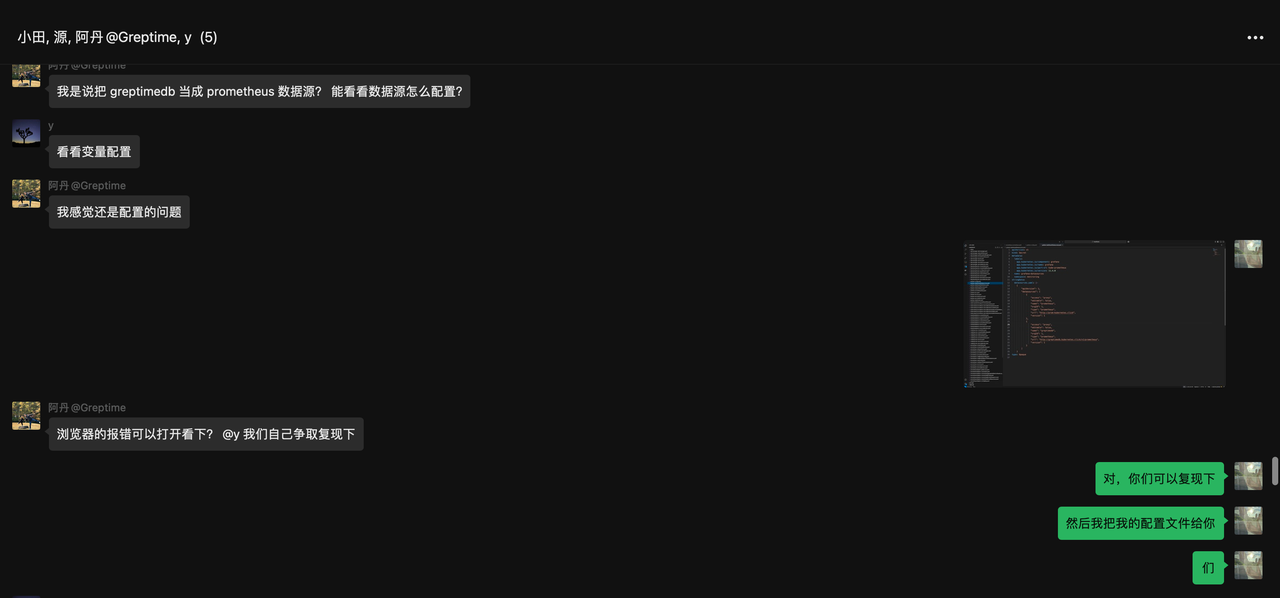 小田, 源, 阿丹@Greptime, y (5)
阿丹@Greptime
我是说把 greptimedb 当成 prometheus 数据源? 能看看数据源怎么配置?
y
看看变量配置
阿丹@Greptime
我感觉还是配置的问题
阿丹@Greptime
浏览器的报错可以打开看下? @y 我们自己争取复现下
对，你们可以复现下
然后我把我的配置文件给你
们